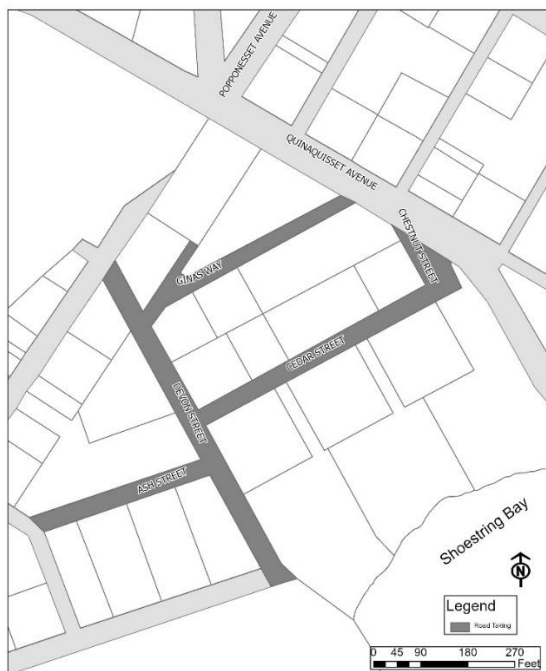 POPPONESSET AVENUE
QUINAQUISSET AVENUE
CHESTNUT STREET
GINAS WAY
CEDAR STREET
DEVON STREET
ASH STREET
Shoestring Bay
N
Legend
Road Taking
0 45 90 180 270
Feet